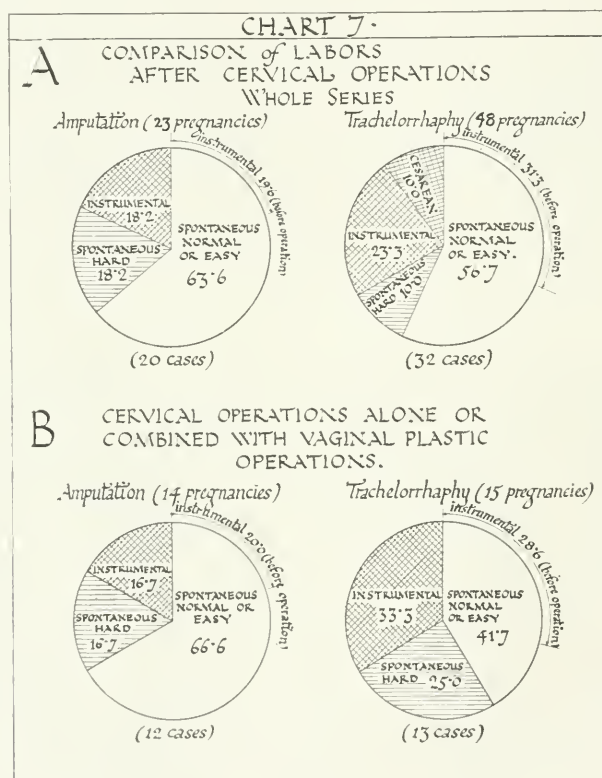 CHART 7.
A
COMPARISON of LABORS
AFTER CERVICAL OPERATIONS
WHOLE SERIES
Amputation (23 pregnancies)
instrumental 19·0 (before operation)
INSTRUMENTAL
18·2
SPONTANEOUS
HARD
18·2
SPONTANEOUS
NORMAL
OR EASY
63·6
(20 cases)
Trachelorrhaphy (48 pregnancies)
instrumental 31·3 (before operation)
CESAREAN
10·0
INSTRUMENTAL
23·3
SPONTANEOUS
HARD 10·0
SPONTANEOUS
NORMAL
OR EASY.
56·7
(32 cases)
B
CERVICAL OPERATIONS ALONE OR
COMBINED WITH VAGINAL PLASTIC
OPERATIONS.
Amputation (14 pregnancies)
instrumental 20·0 (before operation)
INSTRUMENTAL
16·7
SPONTANEOUS
HARD
16·7
SPONTANEOUS
NORMAL OR
EASY
66·6
(12 cases)
Trachelorrhaphy (15 pregnancies)
instrumental 28·6 (before operation)
INSTRUMENTAL
33·3
SPONTANEOUS
HARD 25·0
SPONTANEOUS
NORMAL
OR EASY
41·7
(13 cases)